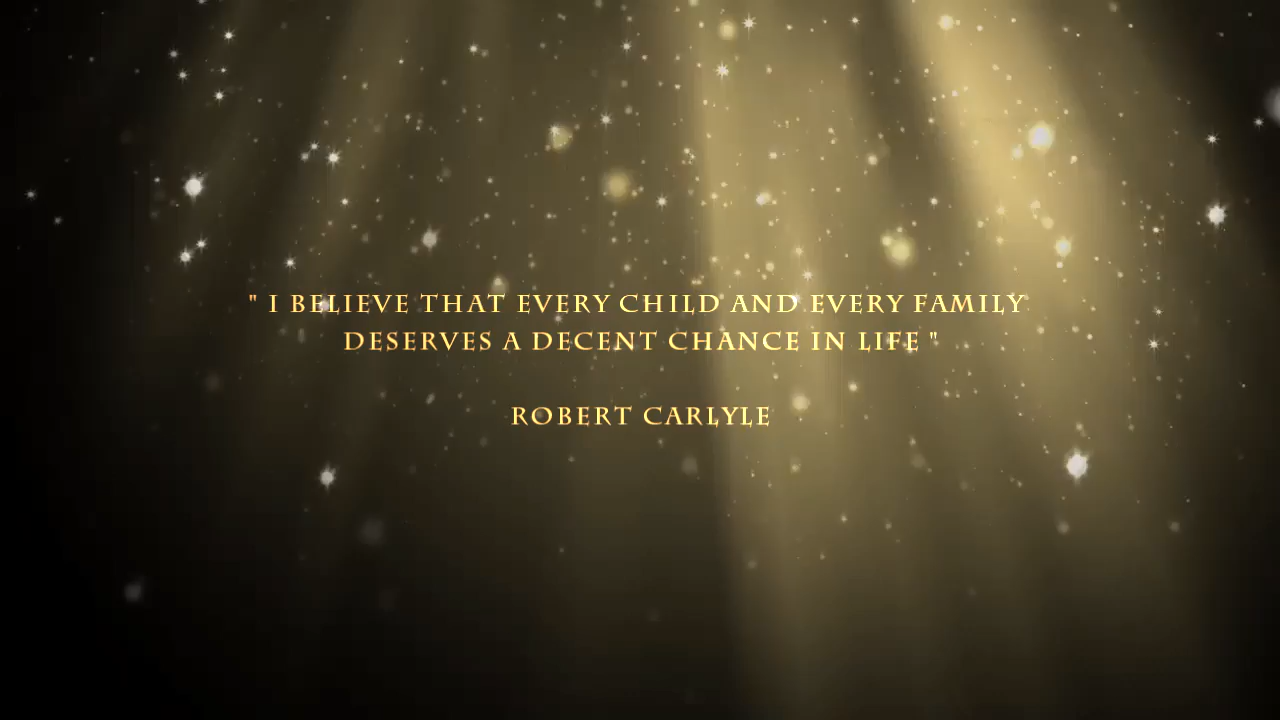 " I BELIEVE THAT EVERY CHILD AND EVERY FAMILY
DESERVES A DECENT CHANCE IN LIFE "
ROBERT CARLYLE